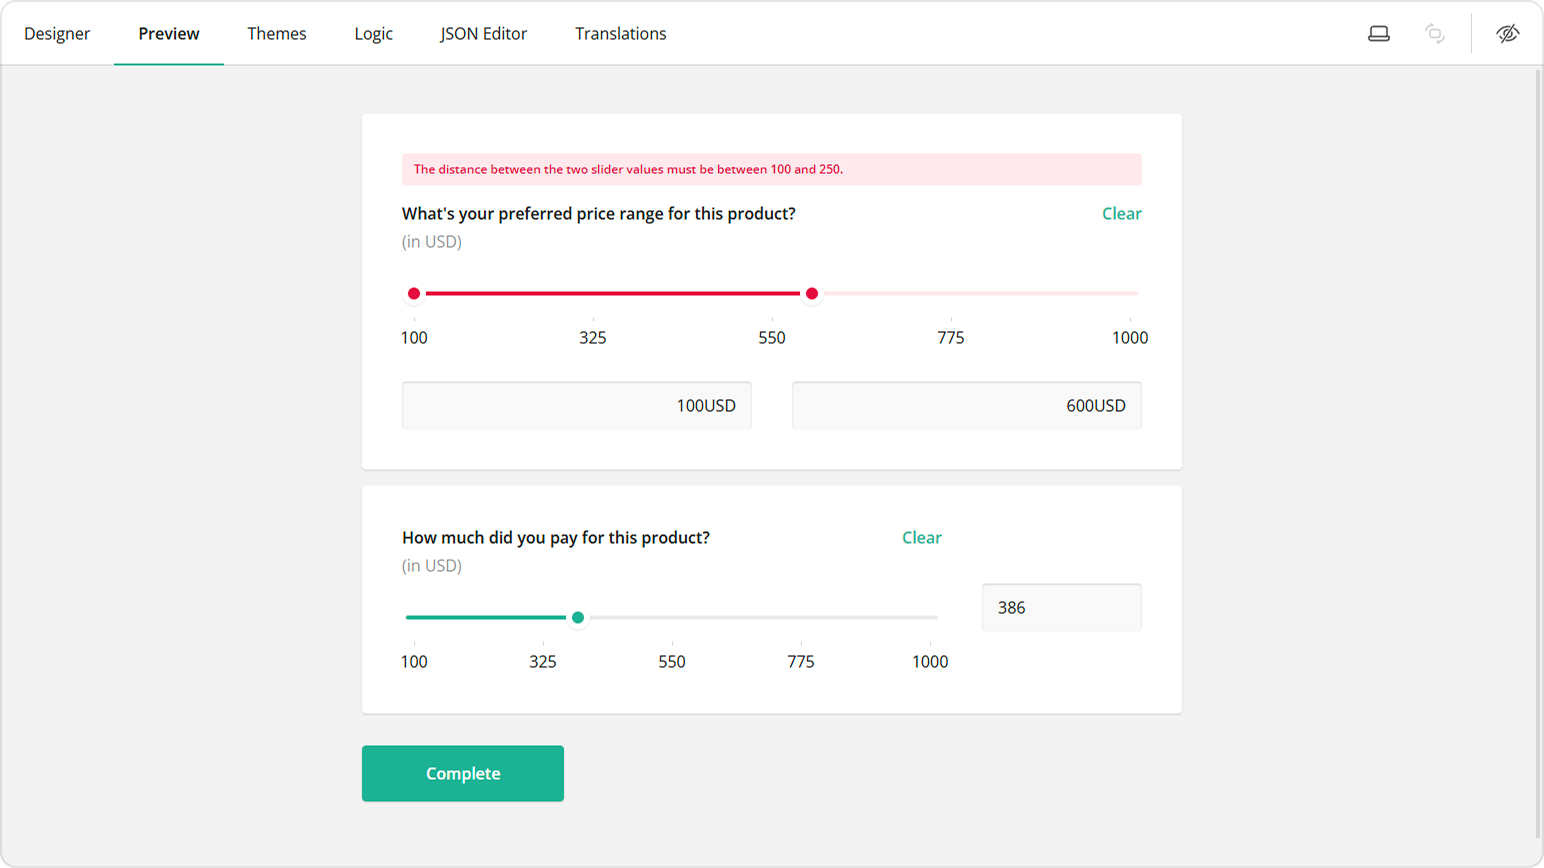 Designer Preview Themes Logic JSON Editor Translations
The distance between the two slider values must be between 100 and 250.
What's your preferred price range for this product? Clear
(in USD)
100 325 550 775 1000
100USD 600USD
How much did you pay for this product? Clear
(in USD)
386
100 325 550 775 1000
Complete